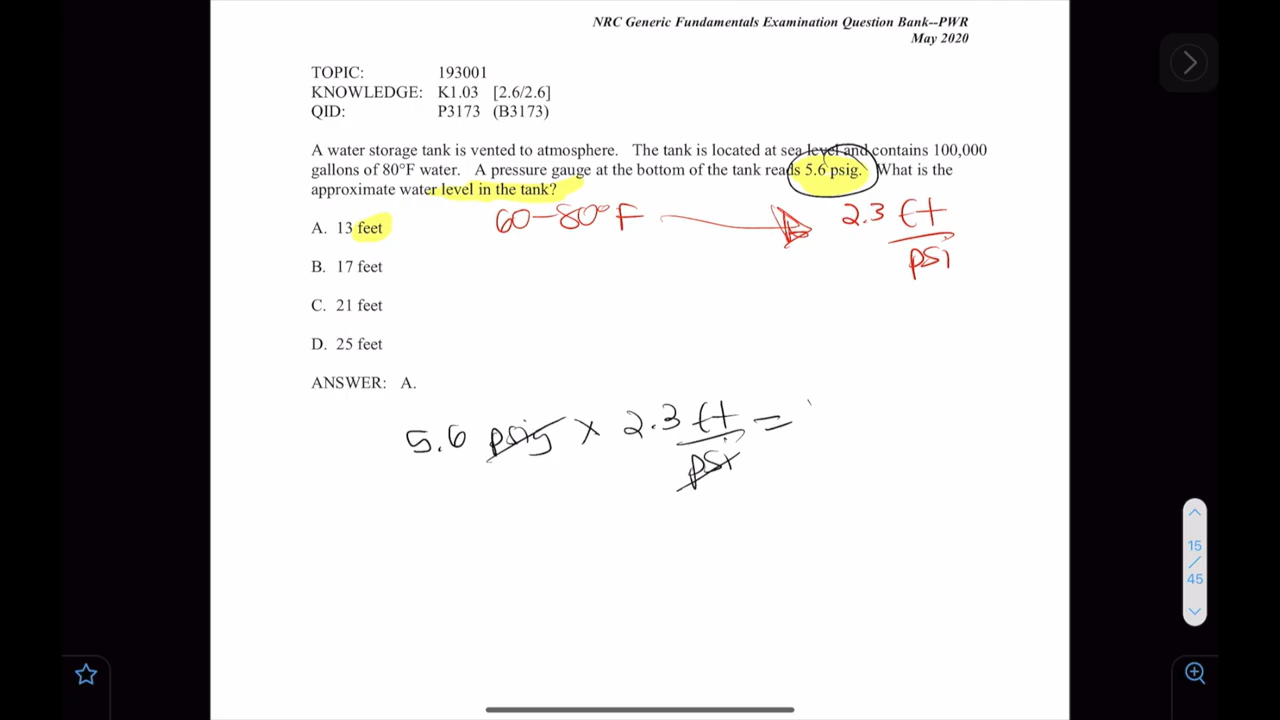 NRC Generic Fundamentals Examination Question Bank--PWR
May 2020
TOPIC: 193001
KNOWLEDGE: K1.03 [2.6/2.6]
QID: P3173 (B3173)
A water storage tank is vented to atmosphere. The tank is located at sea level and contains 100,000
gallons of 80°F water. A pressure gauge at the bottom of the tank reads 5.6 psig. What is the
approximate water level in the tank?
60-80°F 2.3 ft
psi
A. 13 feet
B. 17 feet
C. 21 feet
D. 25 feet
ANSWER: A.
5.6 psig x 2.3 ft =
psi
15
/
45